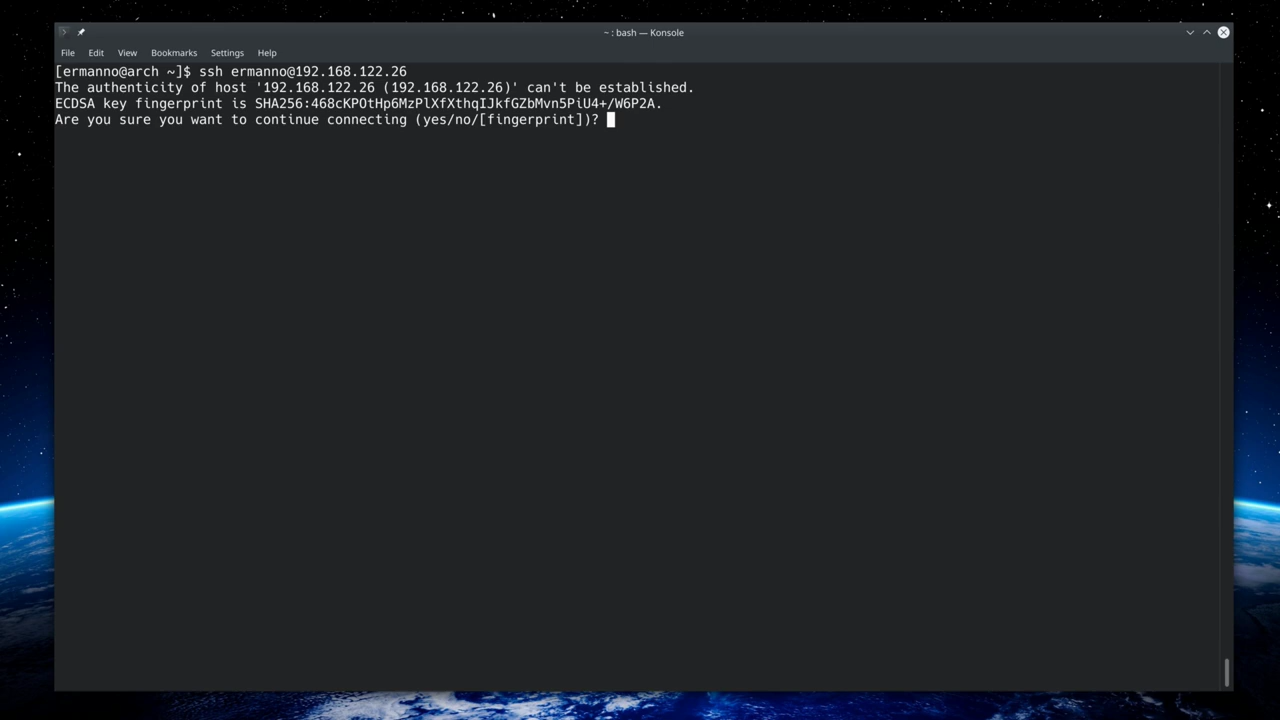 ~ : bash — Konsole
File Edit View Bookmarks Settings Help
[ermanno@arch ~]$ ssh ermanno@192.168.122.26
The authenticity of host '192.168.122.26 (192.168.122.26)' can't be established.
ECDSA key fingerprint is SHA256:468cKPOtHp6MzPlXfXthqIJkfGZbMvn5PiU4+/W6P2A.
Are you sure you want to continue connecting (yes/no/[fingerprint])?